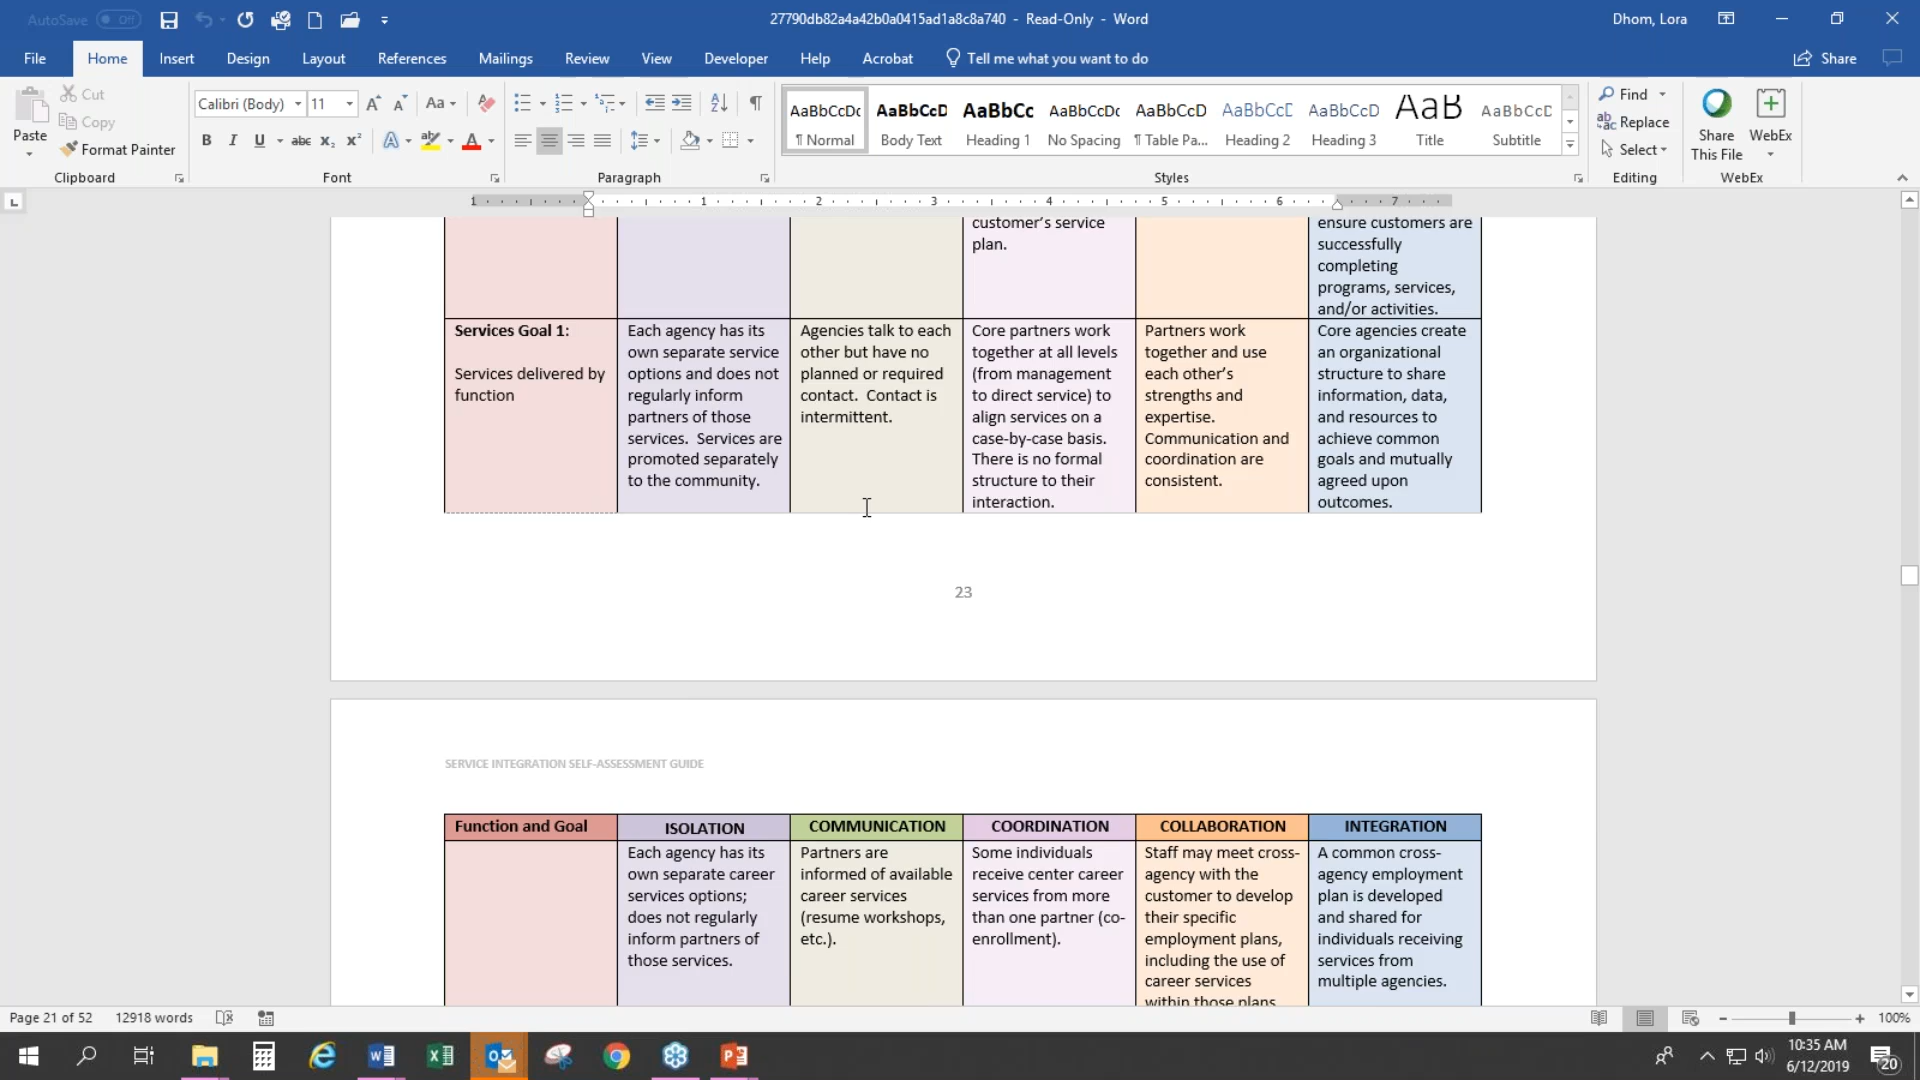 AutoSave Off
27790db82a4a42b0a0415ad1a8c8a740 - Read-Only - Word
Dhom, Lora
File Home Insert Design Layout References Mailings Review View Developer Help Acrobat Tell me what you want to do Share
Paste
Cut
Copy
Format Painter
Clipboard
Calibri (Body) 11
Font
Paragraph
AaBbCcDc AaBbCcD AaBbCc AaBbCcDc AaBbCcD AaBbCcC AaBbCcD AaB AaBbCcD
¶ Normal Body Text Heading 1 No Spacing ¶ Table Pa... Heading 2 Heading 3 Title Subtitle
Styles
Find
Replace
Select
Editing
Share This File
WebEx
WebEx
1 1 2 3 4 5 6 7
customer's service
plan.
ensure customers are
successfully
completing
programs, services,
and/or activities.
Services Goal 1:
Services delivered by
function
Each agency has its
own separate service
options and does not
regularly inform
partners of those
services. Services are
promoted separately
to the community.
Agencies talk to each
other but have no
planned or required
contact. Contact is
intermittent.
Core partners work
together at all levels
(from management
to direct service) to
align services on a
case-by-case basis.
There is no formal
structure to their
interaction.
Partners work
together and use
each other's
strengths and
expertise.
Communication and
coordination are
consistent.
Core agencies create
an organizational
structure to share
information, data,
and resources to
achieve common
goals and mutually
agreed upon
outcomes.
23
SERVICE INTEGRATION SELF-ASSESSMENT GUIDE
Function and Goal ISOLATION COMMUNICATION COORDINATION COLLABORATION INTEGRATION
Each agency has its
own separate career
services options;
does not regularly
inform partners of
those services.
Partners are
informed of available
career services
(resume workshops,
etc.).
Some individuals
receive center career
services from more
than one partner (co-
enrollment).
Staff may meet cross-
agency with the
customer to develop
their specific
employment plans,
including the use of
career services
within those plans
A common cross-
agency employment
plan is developed
and shared for
individuals receiving
services from
multiple agencies.
Page 21 of 52 12918 words
100%
10:35 AM
6/12/2019
20